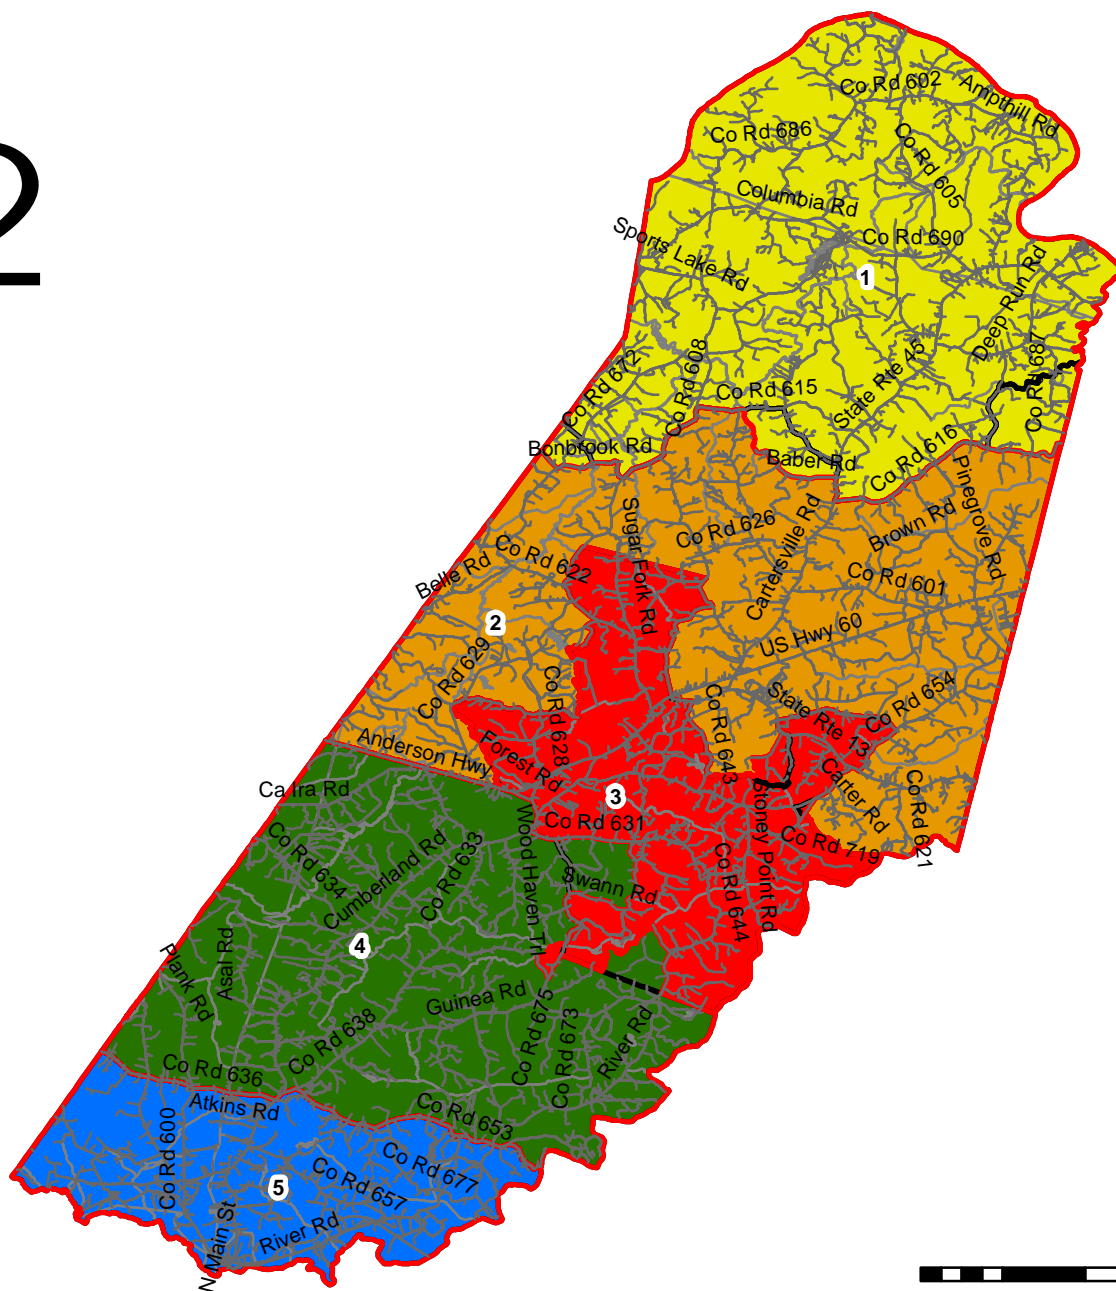 2
Co Rd 602
Ampthill Rd
Co Rd 686
Co Rd 605
Columbia Rd
Sports Lake Rd
Co Rd 690
1
Deep Run Rd
Co Rd 687
Co Rd 672
Co Rd 608
Co Rd 615
State Rte 45
Bonbrook Rd
Baber Rd
Co Rd 616
Pinegrove Rd
Sugar Fork Rd
Co Rd 626
Cartersville Rd
Brown Rd
Belle Rd
Co Rd 622
Co Rd 601
2
US Hwy 60
Co Rd 629
Co Rd 628
Co Rd 643
State Rte 13
Co Rd 654
Anderson Hwy
Forest Rd
Ca Ira Rd
3
Co Rd 631
Stoney Point Rd
Carter Rd
Co Rd 621
Co Rd 719
Wood Haven Trl
Co Rd 634
Cumberland Rd
Co Rd 633
Swann Rd
Co Rd 644
4
Plank Rd
Asal Rd
Guinea Rd
Co Rd 638
Co Rd 675
Co Rd 673
River Rd
Co Rd 636
Atkins Rd
Co Rd 653
Co Rd 600
5
Co Rd 657
Co Rd 677
N Main St
River Rd